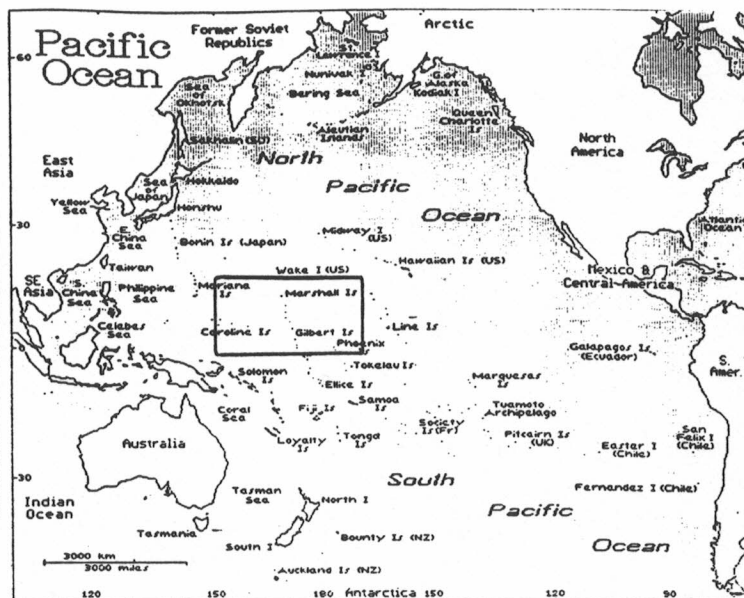 Pacific
Ocean
Former Soviet
Republics
Arctic
60
St.
Lawrence
I
Nunivak I
Bering Sea
G. of
Alaska
Kodiak I
Sea
of
Okhotsk
Queen
Charlotte
Is
Aleutian
Islands
Sakhalin (SU)
North
America
East
Asia
North
Pacific
Ocean
Sea
of
Japan
Hokkaido
Yellow
Sea
Honshu
Atlantic
Ocean
30
E.
China
Sea
Midway I
(US)
Bonin Is (Japan)
Hawaiian Is (US)
Taiwan
Wake I (US)
Mexico &
Central America
SE
Asia
S.
China
Sea
Philippine
Sea
Mariana
Is
Marshall Is
Celebes
Sea
Caroline Is
Gilbert Is
Line Is
0
Phoenix
Is
Galapagos Is
(Ecuador)
S.
Amer.
Solomon
Is
Tokelau Is
Ellice Is
Marquesas
Is
Coral
Sea
Fiji Is
Samoa
Is
Tuamoto
Archipelago
Society
Is (Fr)
Australia
Loyalty
Is
Tonga
Is
Pitcairn Is
(UK)
Easter I
(Chile)
San
Felix I
(Chile)
30
South
Pacific
Ocean
Indian
Ocean
Tasman
Sea
North I
Fernandez I (Chile)
Tasmania
South I
Bounty Is (NZ)
3000 km
3000 miles
Auckland Is (NZ)
120
150
180
Antarctica
150
120
90